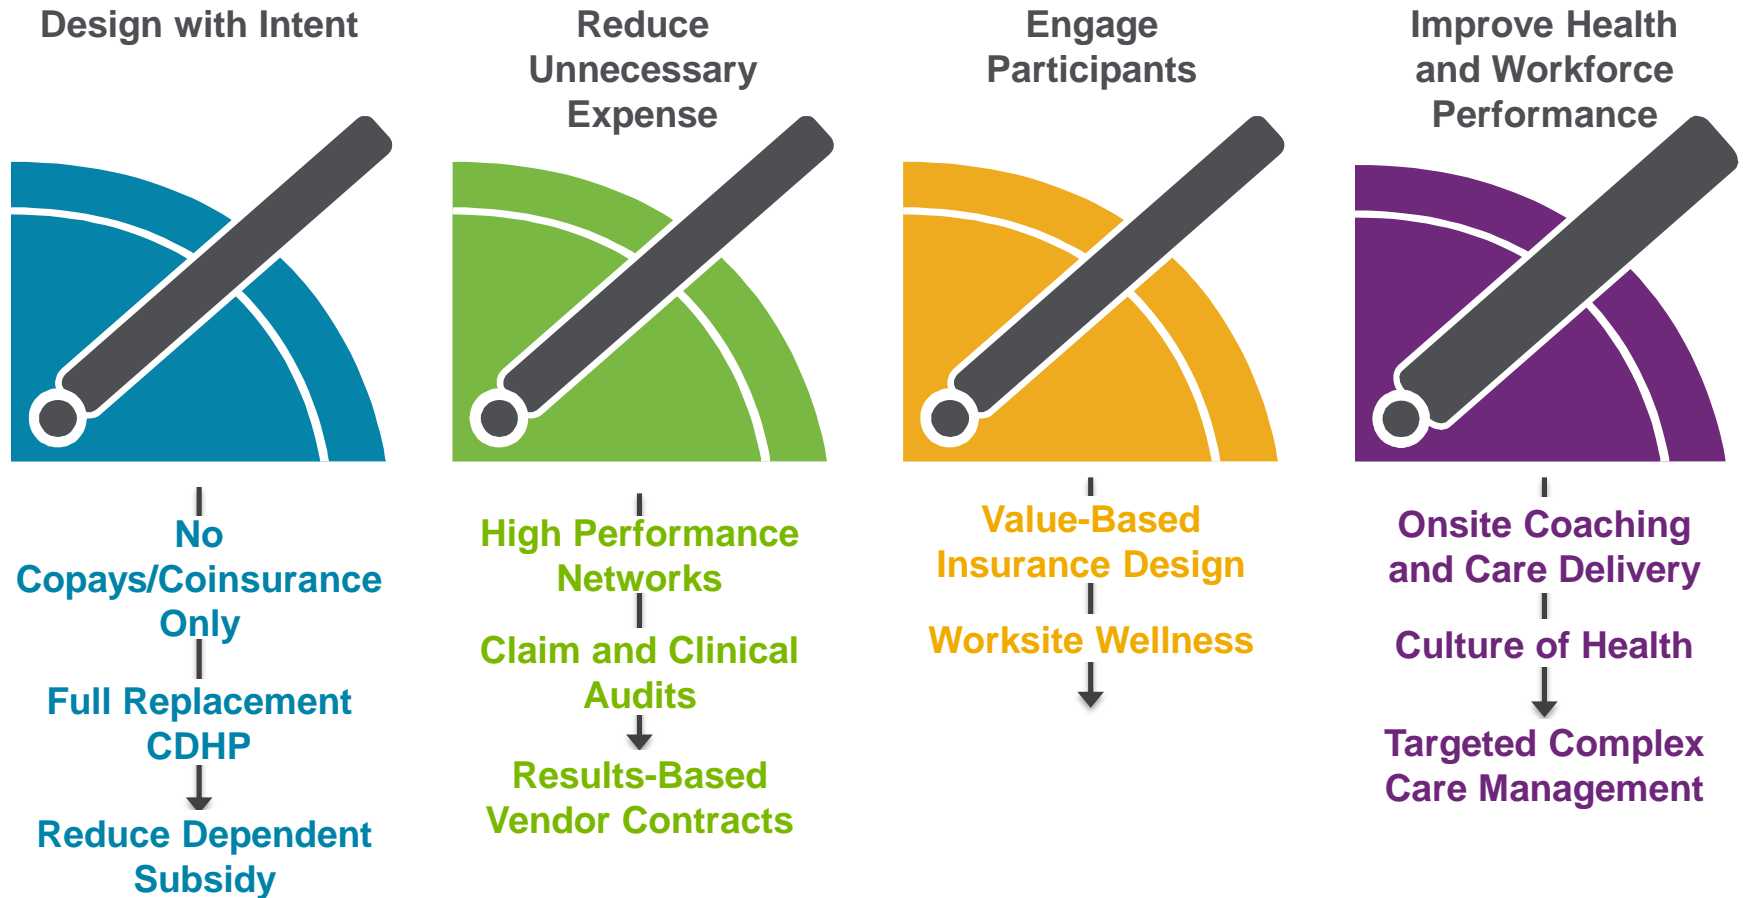 Design with Intent
No
Copays/Coinsurance
Only
Full Replacement
CDHP
Reduce Dependent
Subsidy
Reduce
Unnecessary
Expense
High Performance
Networks
Claim and Clinical
Audits
Results-Based
Vendor Contracts
Engage
Participants
Value-Based
Insurance Design
Worksite Wellness
Improve Health
and Workforce
Performance
Onsite Coaching
and Care Delivery
Culture of Health
Targeted Complex
Care Management